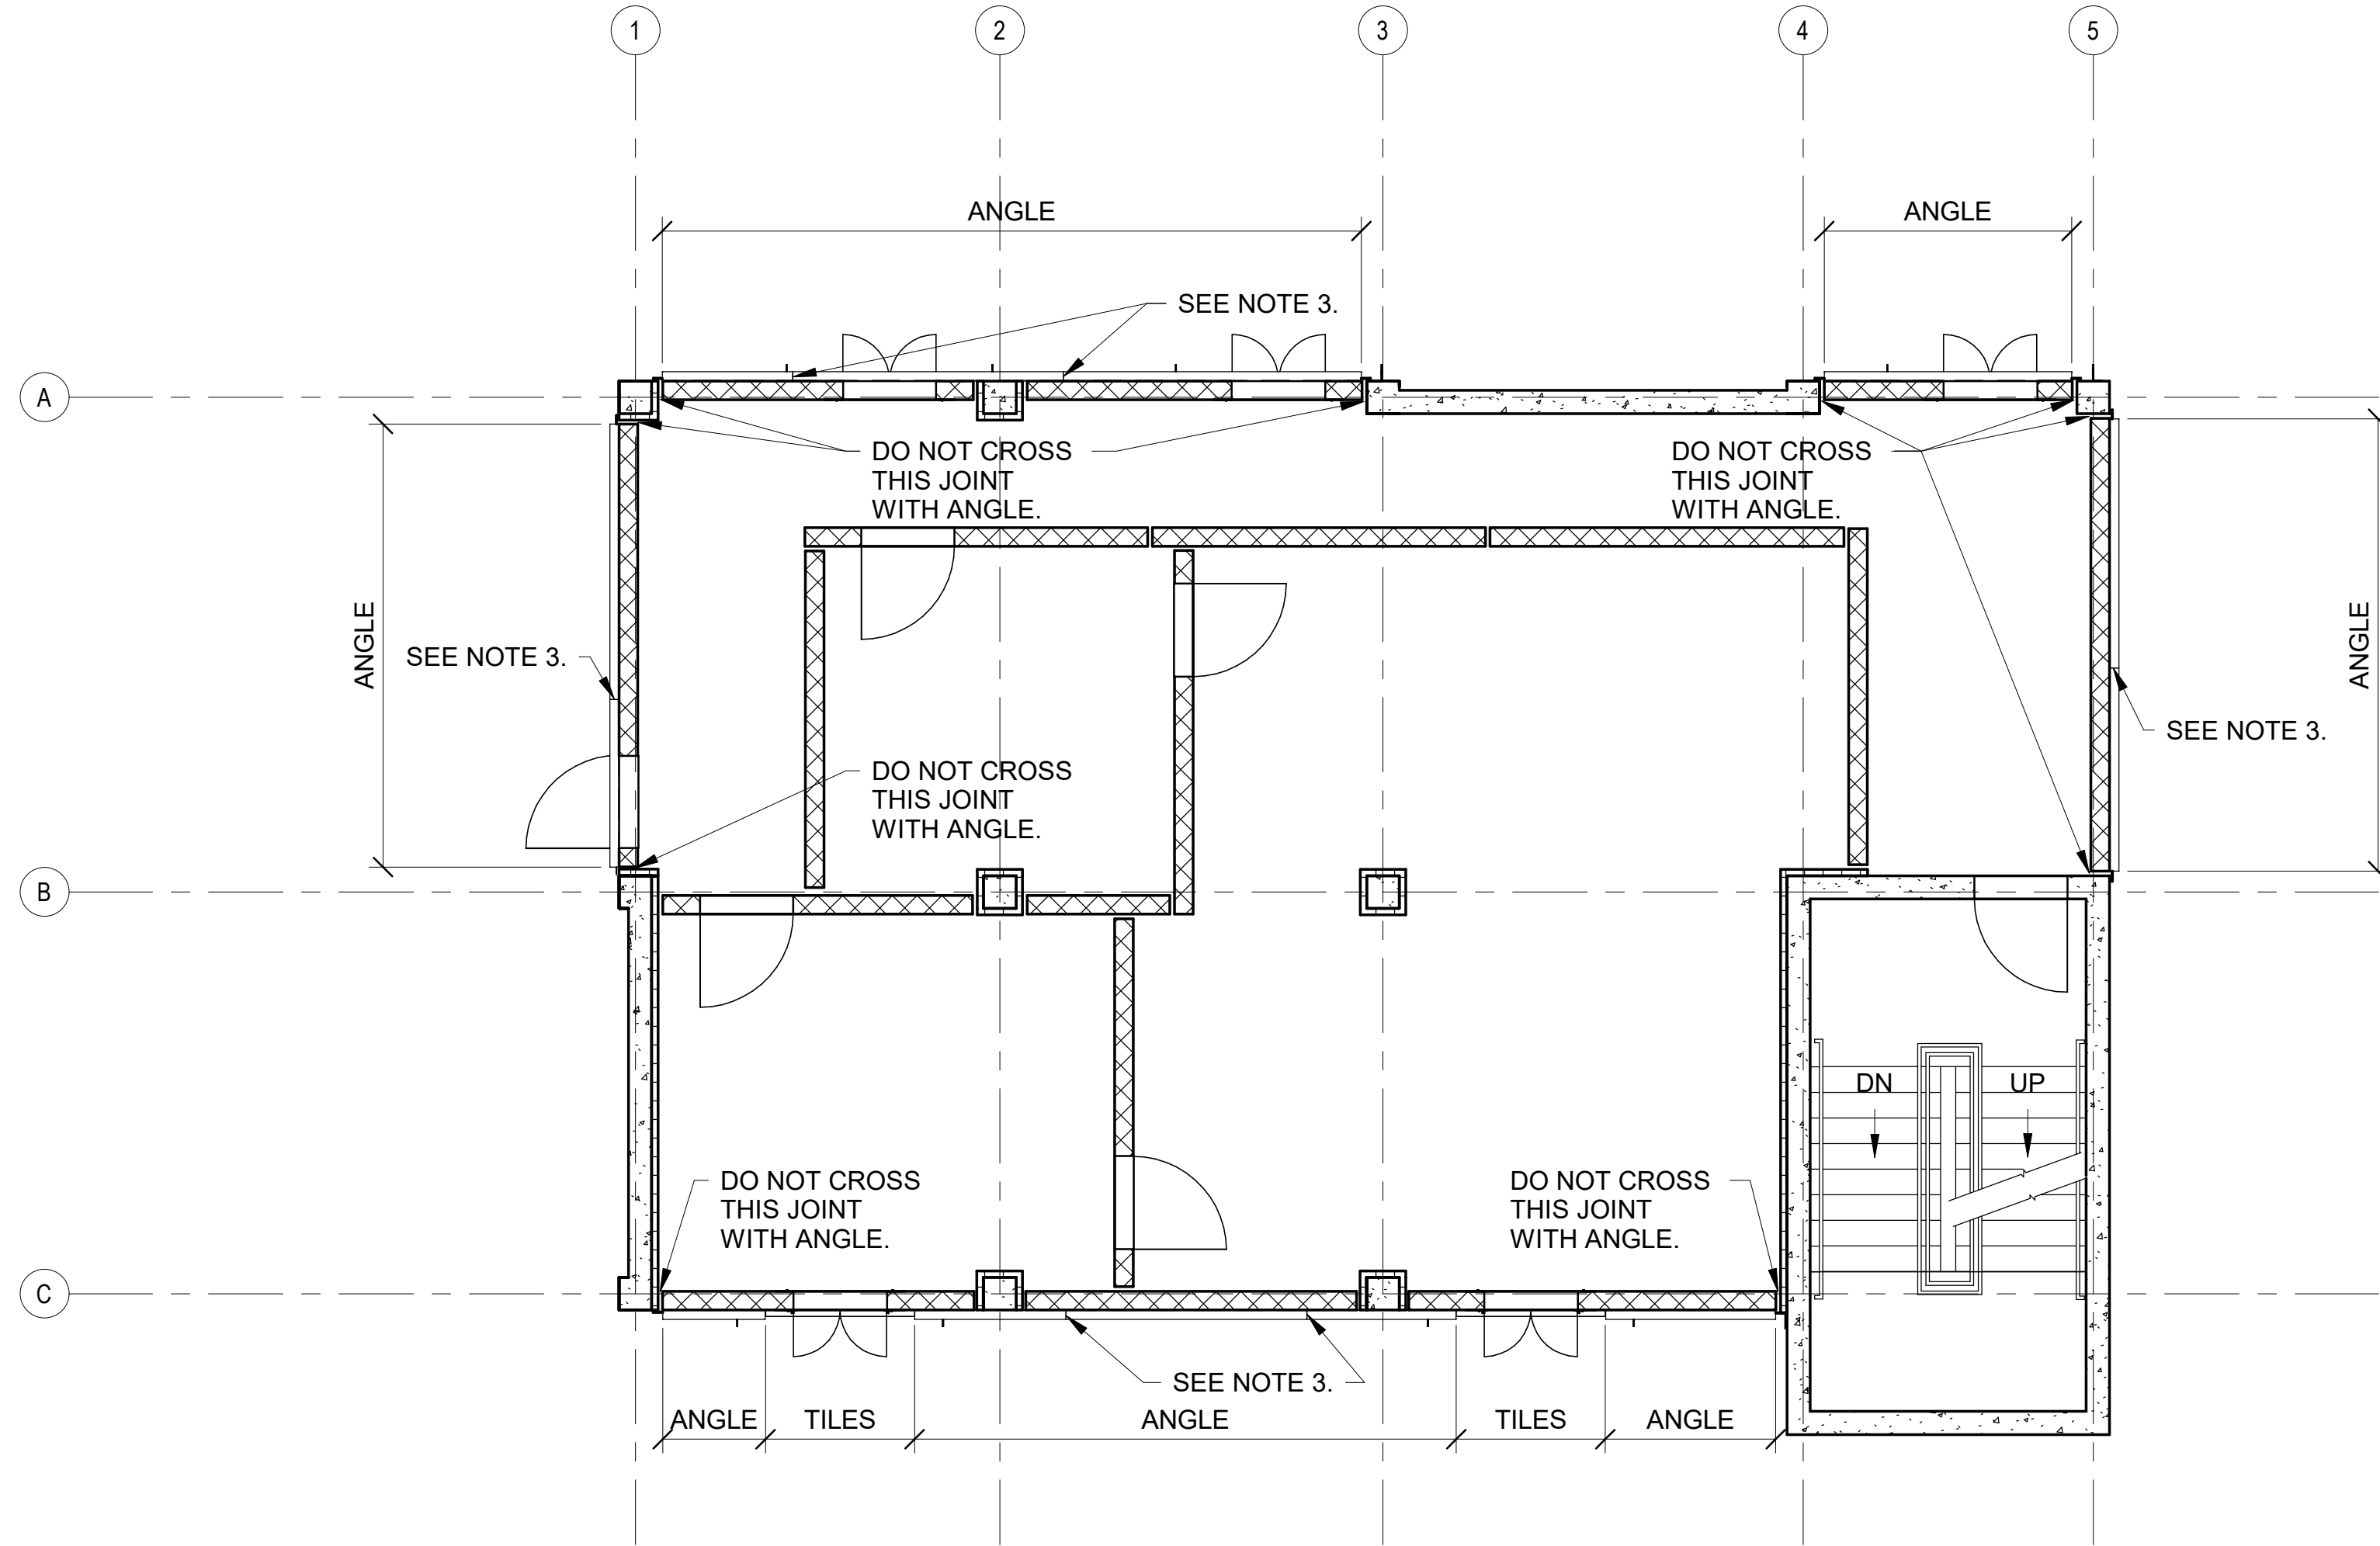 1
2
3
4
5
ANGLE
ANGLE
SEE NOTE 3.
A
DO NOT CROSS
THIS JOINT
WITH ANGLE.
DO NOT CROSS
THIS JOINT
WITH ANGLE.
ANGLE
SEE NOTE 3.
ANGLE
SEE NOTE 3.
DO NOT CROSS
THIS JOINT
WITH ANGLE.
B
DN
UP
DO NOT CROSS
THIS JOINT
WITH ANGLE.
DO NOT CROSS
THIS JOINT
WITH ANGLE.
C
SEE NOTE 3.
ANGLE
TILES
ANGLE
TILES
ANGLE